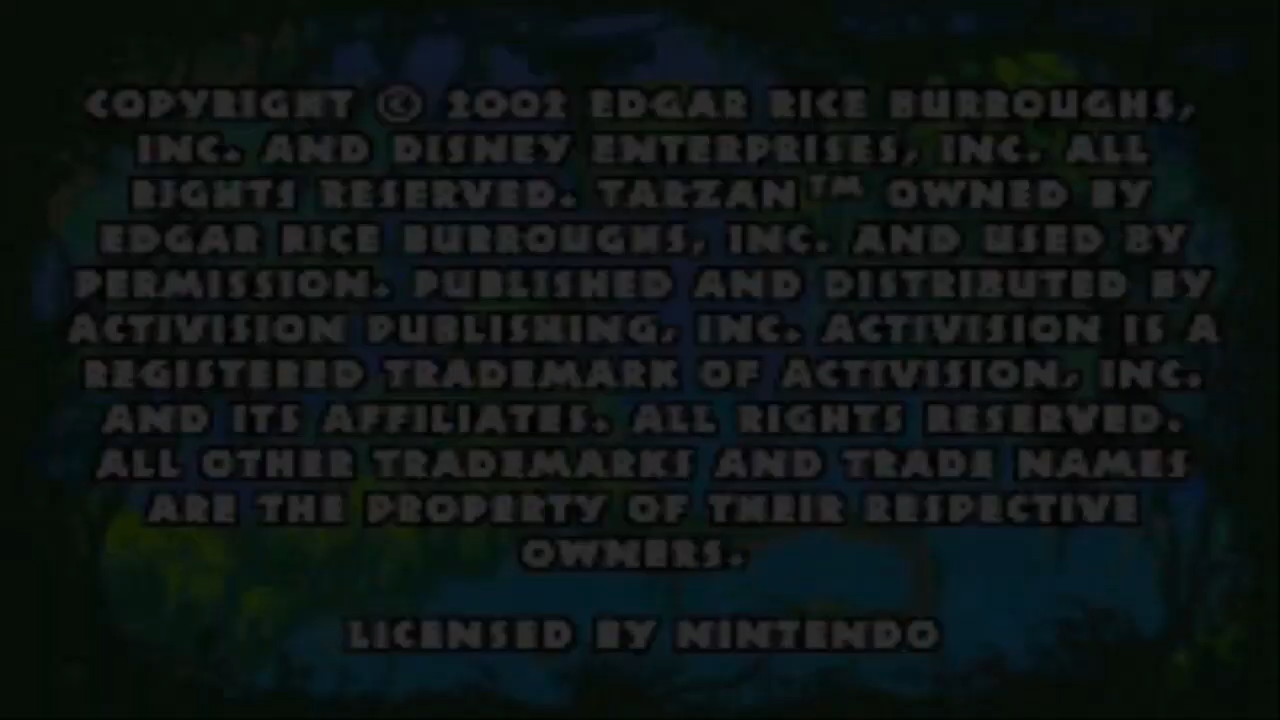 COPYRIGHT © 2002 EDGAR RICE BURROUGHS,
INC. AND DISNEY ENTERPRISES, INC. ALL
RIGHTS RESERVED. TARZAN™ OWNED BY
EDGAR RICE BURROUGHS, INC. AND USED BY
PERMISSION. PUBLISHED AND DISTRIBUTED BY
ACTIVISION PUBLISHING, INC. ACTIVISION IS A
REGISTERED TRADEMARK OF ACTIVISION, INC.
AND ITS AFFILIATES. ALL RIGHTS RESERVED.
ALL OTHER TRADEMARKS AND TRADE NAMES
ARE THE PROPERTY OF THEIR RESPECTIVE
OWNERS.
LICENSED BY NINTENDO